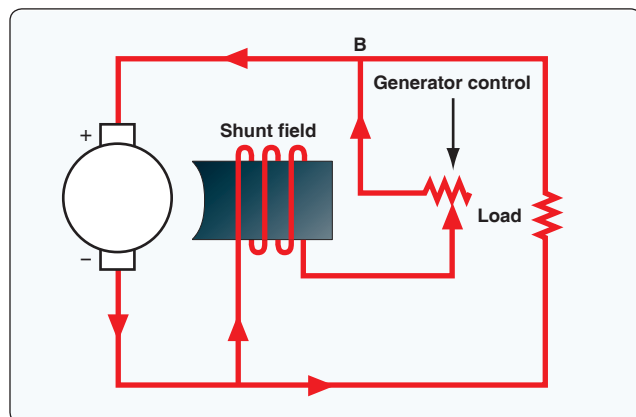 B
Generator control
+
Shunt field
Load
−